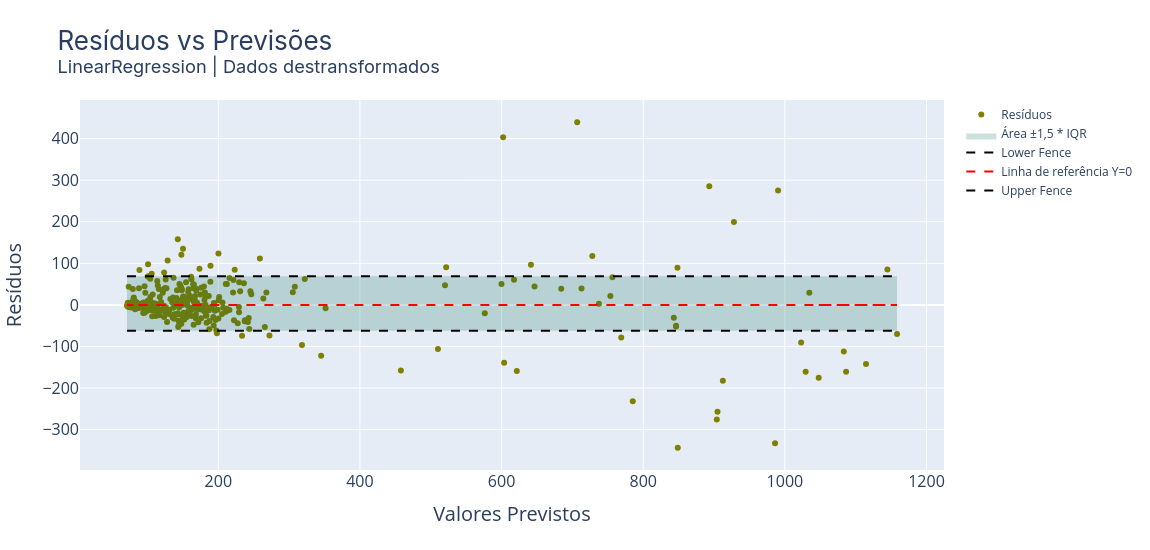 Resíduos vs Previsões
LinearRegression | Dados destransformados
Resíduos
400
300
200
100
0
−100
−200
−300
200
400
600
800
1000
1200
Valores Previstos
Resíduos
Área ±1,5 * IQR
Lower Fence
Linha de referência Y=0
Upper Fence